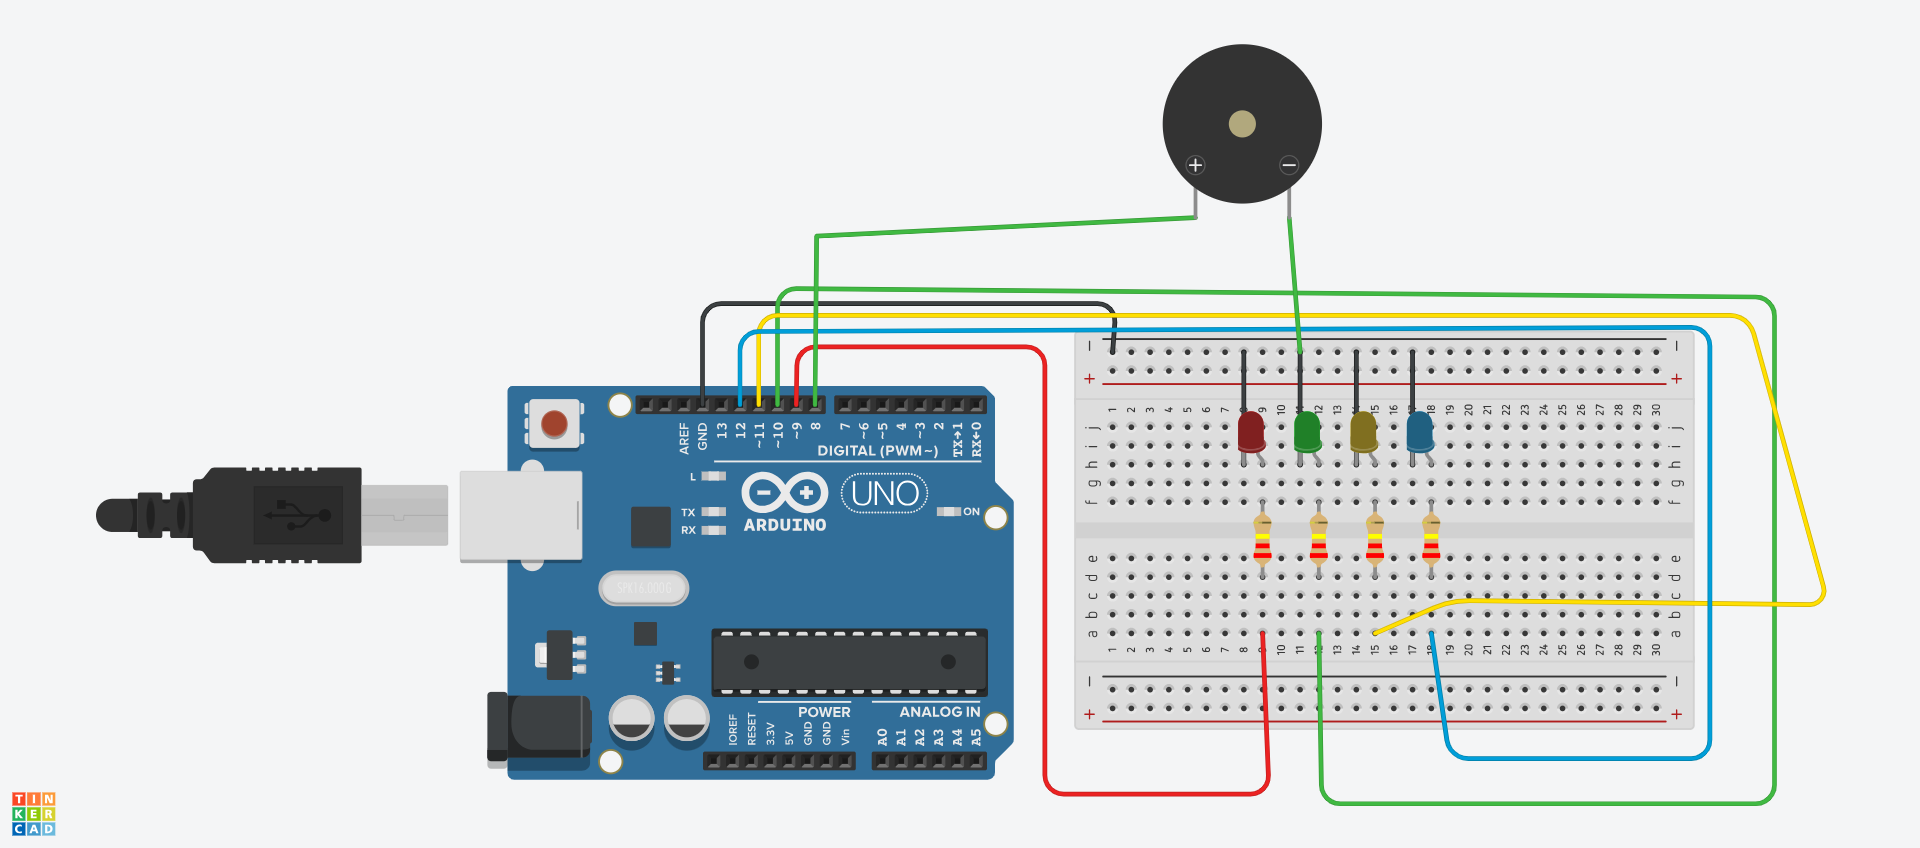 + −
− −
+ +
1 2 3 4 5 6 7 8 9 10 11 12 13 14 15 16 17 18 19 20 21 22 23 24 25 26 27 28 29 30
j j
i i
h h
g g
f f
e e
d d
c c
b b
a a
1 2 3 4 5 6 7 8 9 10 11 12 13 14 15 16 17 18 19 20 21 22 23 24 25 26 27 28 29 30
− −
+ +
AREF GND 13 12 ~11 ~10 ~9 8 7 ~6 ~5 4 ~3 2 TX→1 RX←0
DIGITAL (PWM~)
L
TX
RX
UNO
ARDUINO
ON
SPK16.000G
POWER
ANALOG IN
IOREF RESET 3.3V 5V GND GND Vin A0 A1 A2 A3 A4 A5
TIN
KER
CAD